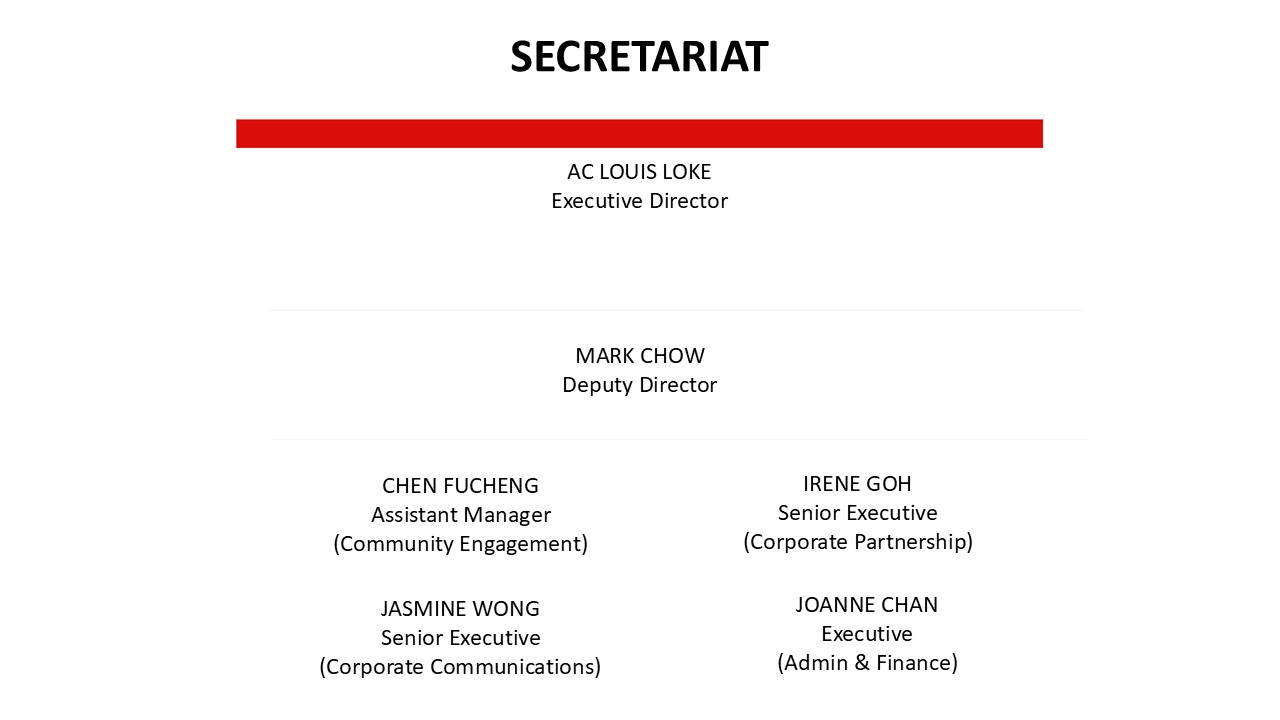 SECRETARIAT
AC LOUIS LOKE
Executive Director
MARK CHOW
Deputy Director
CHEN FUCHENG
Assistant Manager
(Community Engagement)
IRENE GOH
Senior Executive
(Corporate Partnership)
JASMINE WONG
Senior Executive
(Corporate Communications)
JOANNE CHAN
Executive
(Admin & Finance)